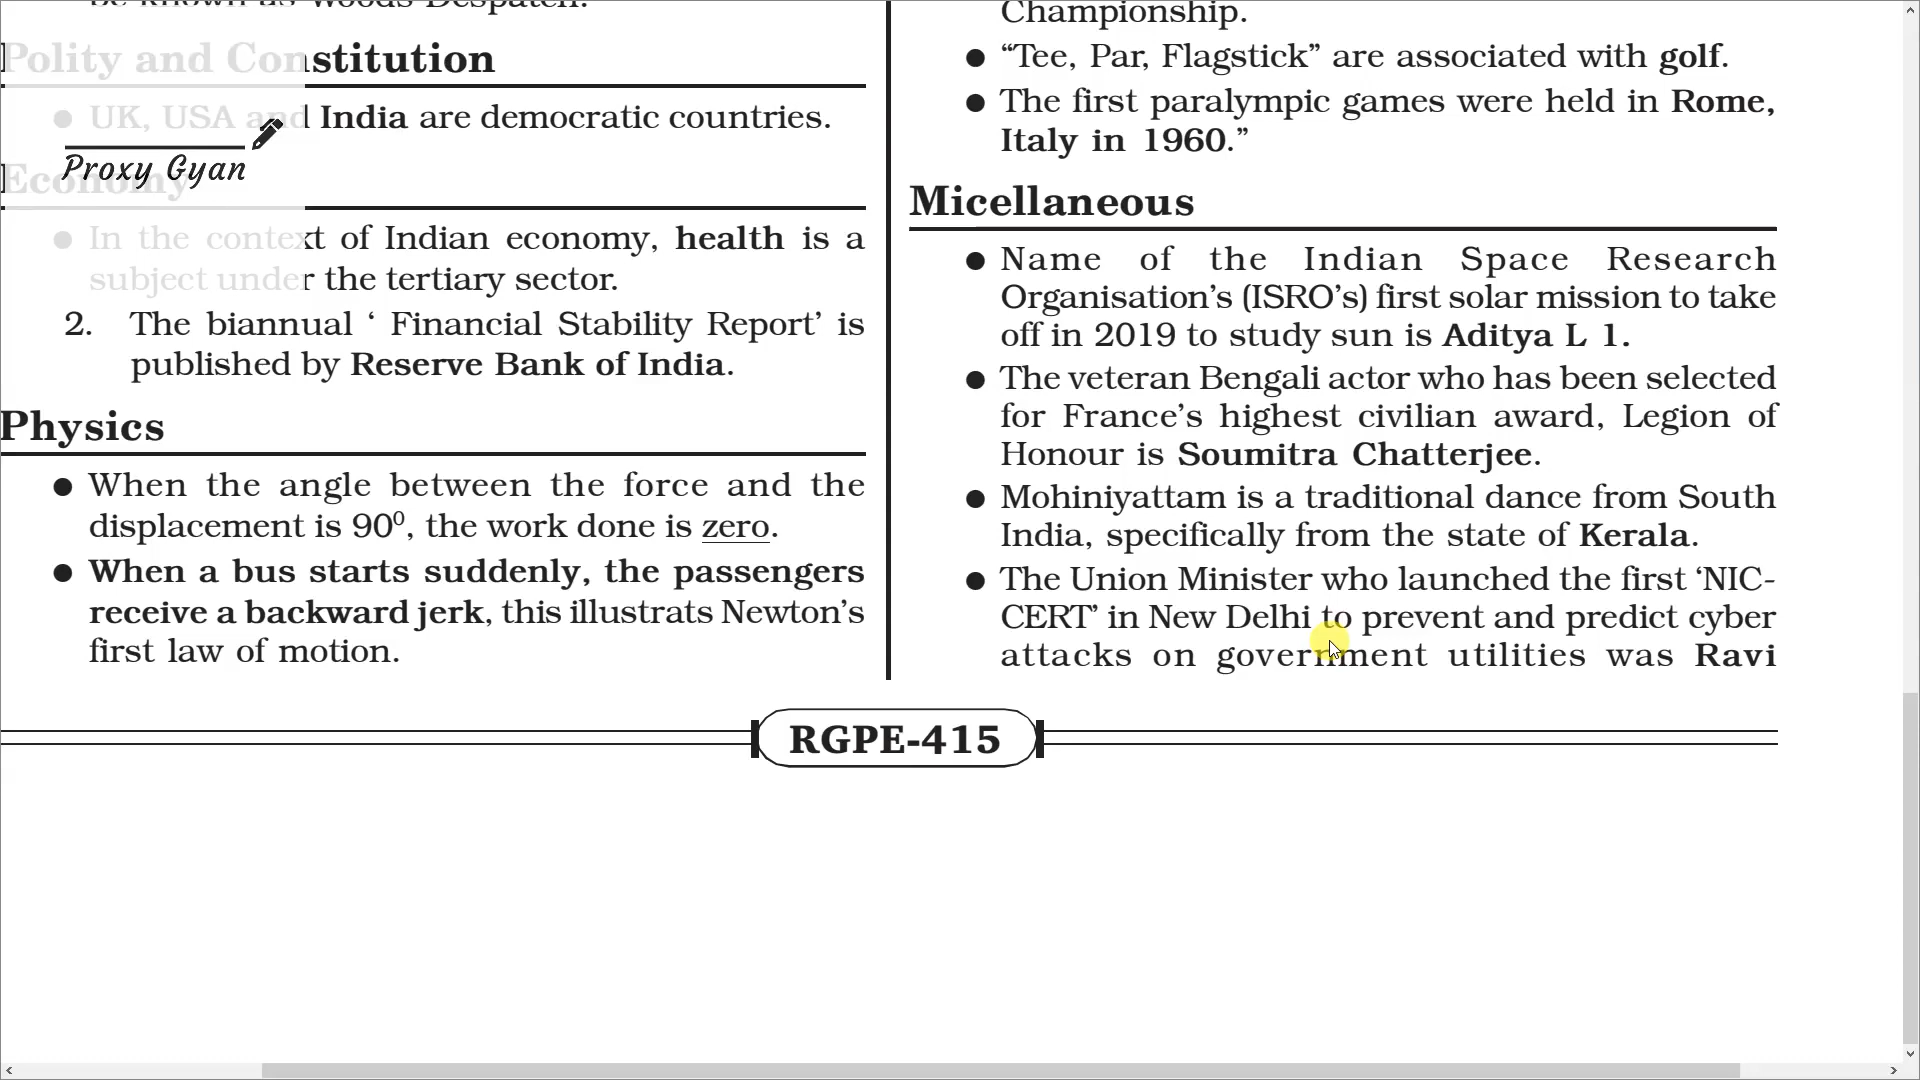 be known as Woods Despatch.
Polity and Constitution
● UK, USA and India are democratic countries.
Proxy Gyan
Economy
● In the context of Indian economy, health is a
subject under the tertiary sector.
2. The biannual ‘ Financial Stability Report’ is
published by Reserve Bank of India.
Physics
● When the angle between the force and the
displacement is 90⁰, the work done is zero.
● When a bus starts suddenly, the passengers
receive a backward jerk, this illustrats Newton’s
first law of motion.
Championship.
● “Tee, Par, Flagstick” are associated with golf.
● The first paralympic games were held in Rome,
Italy in 1960.”
Micellaneous
● Name of the Indian Space Research
Organisation’s (ISRO’s) first solar mission to take
off in 2019 to study sun is Aditya L 1.
● The veteran Bengali actor who has been selected
for France’s highest civilian award, Legion of
Honour is Soumitra Chatterjee.
● Mohiniyattam is a traditional dance from South
India, specifically from the state of Kerala.
● The Union Minister who launched the first ‘NIC-
CERT’ in New Delhi to prevent and predict cyber
attacks on government utilities was Ravi
RGPE-415